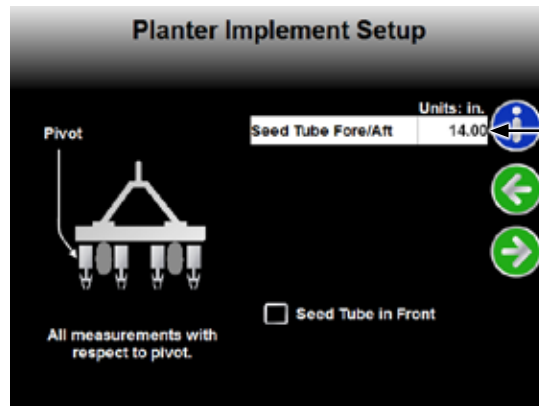 Planter Implement Setup
Units: in.
Seed Tube Fore/Aft 14.00
Pivot
Seed Tube in Front
All measurements with
respect to pivot.